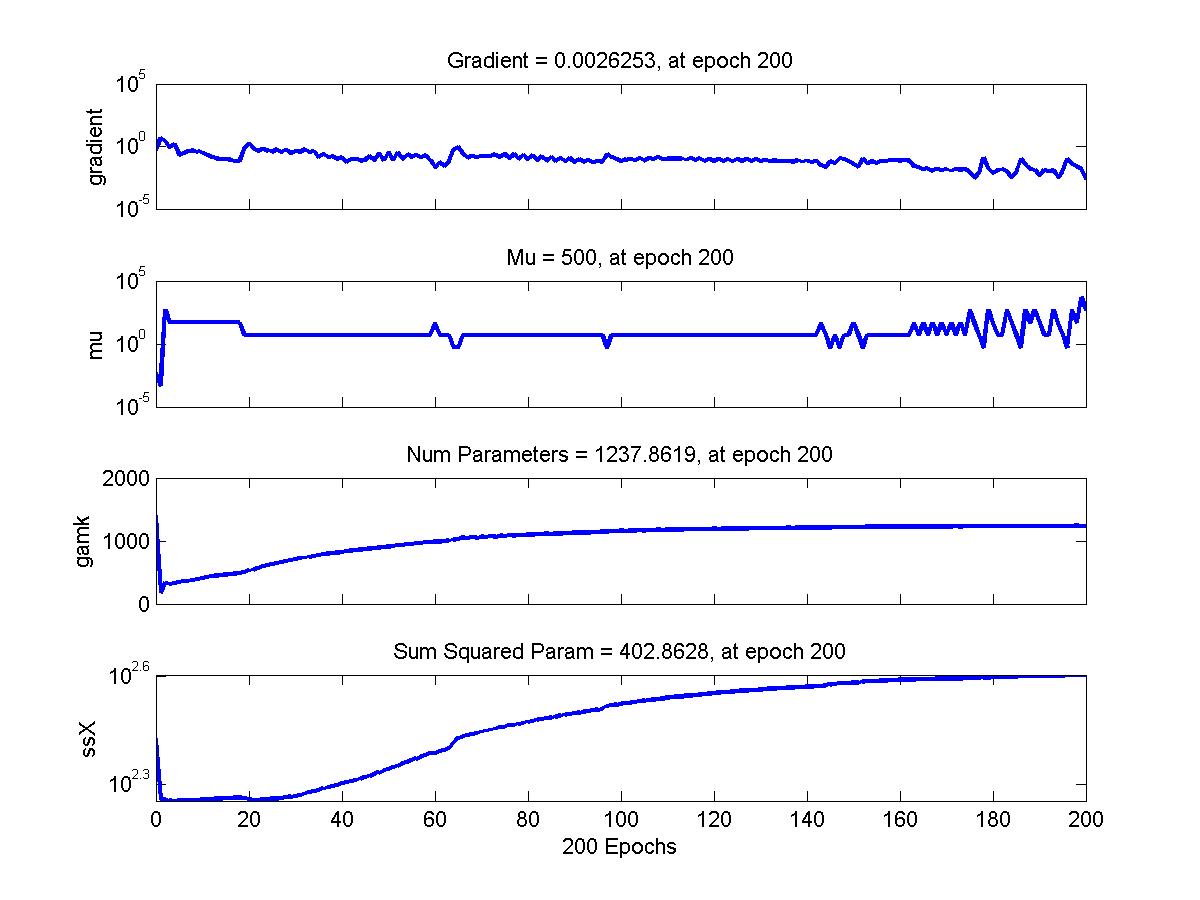 Gradient = 0.0026253, at epoch 200
10^5
10^0
10^-5
gradient
Mu = 500, at epoch 200
10^5
10^0
10^-5
mu
Num Parameters = 1237.8619, at epoch 200
2000
1000
0
gamk
Sum Squared Param = 402.8628, at epoch 200
10^2.6
10^2.3
ssX
0 20 40 60 80 100 120 140 160 180 200
200 Epochs